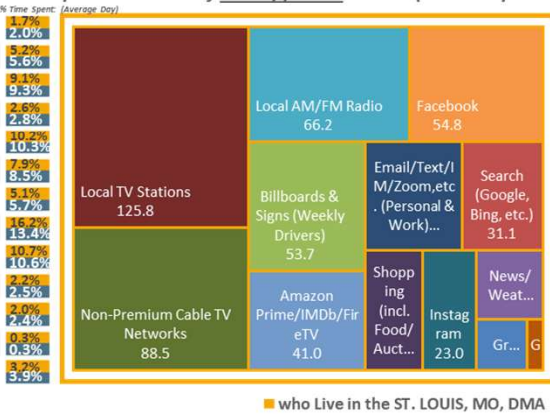 % Time Spent: (Average Day)
1.7%
2.0%
5.2%
5.6%
9.1%
9.3%
2.6%
2.8%
10.2%
10.3%
7.9%
8.5%
5.1%
5.7%
16.2%
13.4%
10.7%
10.6%
2.2%
2.5%
2.0%
2.4%
0.3%
0.3%
3.2%
3.9%
Local TV Stations
125.8
Non-Premium Cable TV
Networks
88.5
Local AM/FM Radio
66.2
Facebook
54.8
Billboards &
Signs (Weekly
Drivers)
53.7
Email/Text/I
M/Zoom,etc
. (Personal &
Work)...
Search
(Google,
Bing, etc.)
31.1
Amazon
Prime/IMDb/Fir
eTV
41.0
Shopp
ing
(incl.
Food/
Auct...
Instag
ram
23.0
News/
Weat...
Gr...
G
who Live in the ST. LOUIS, MO, DMA